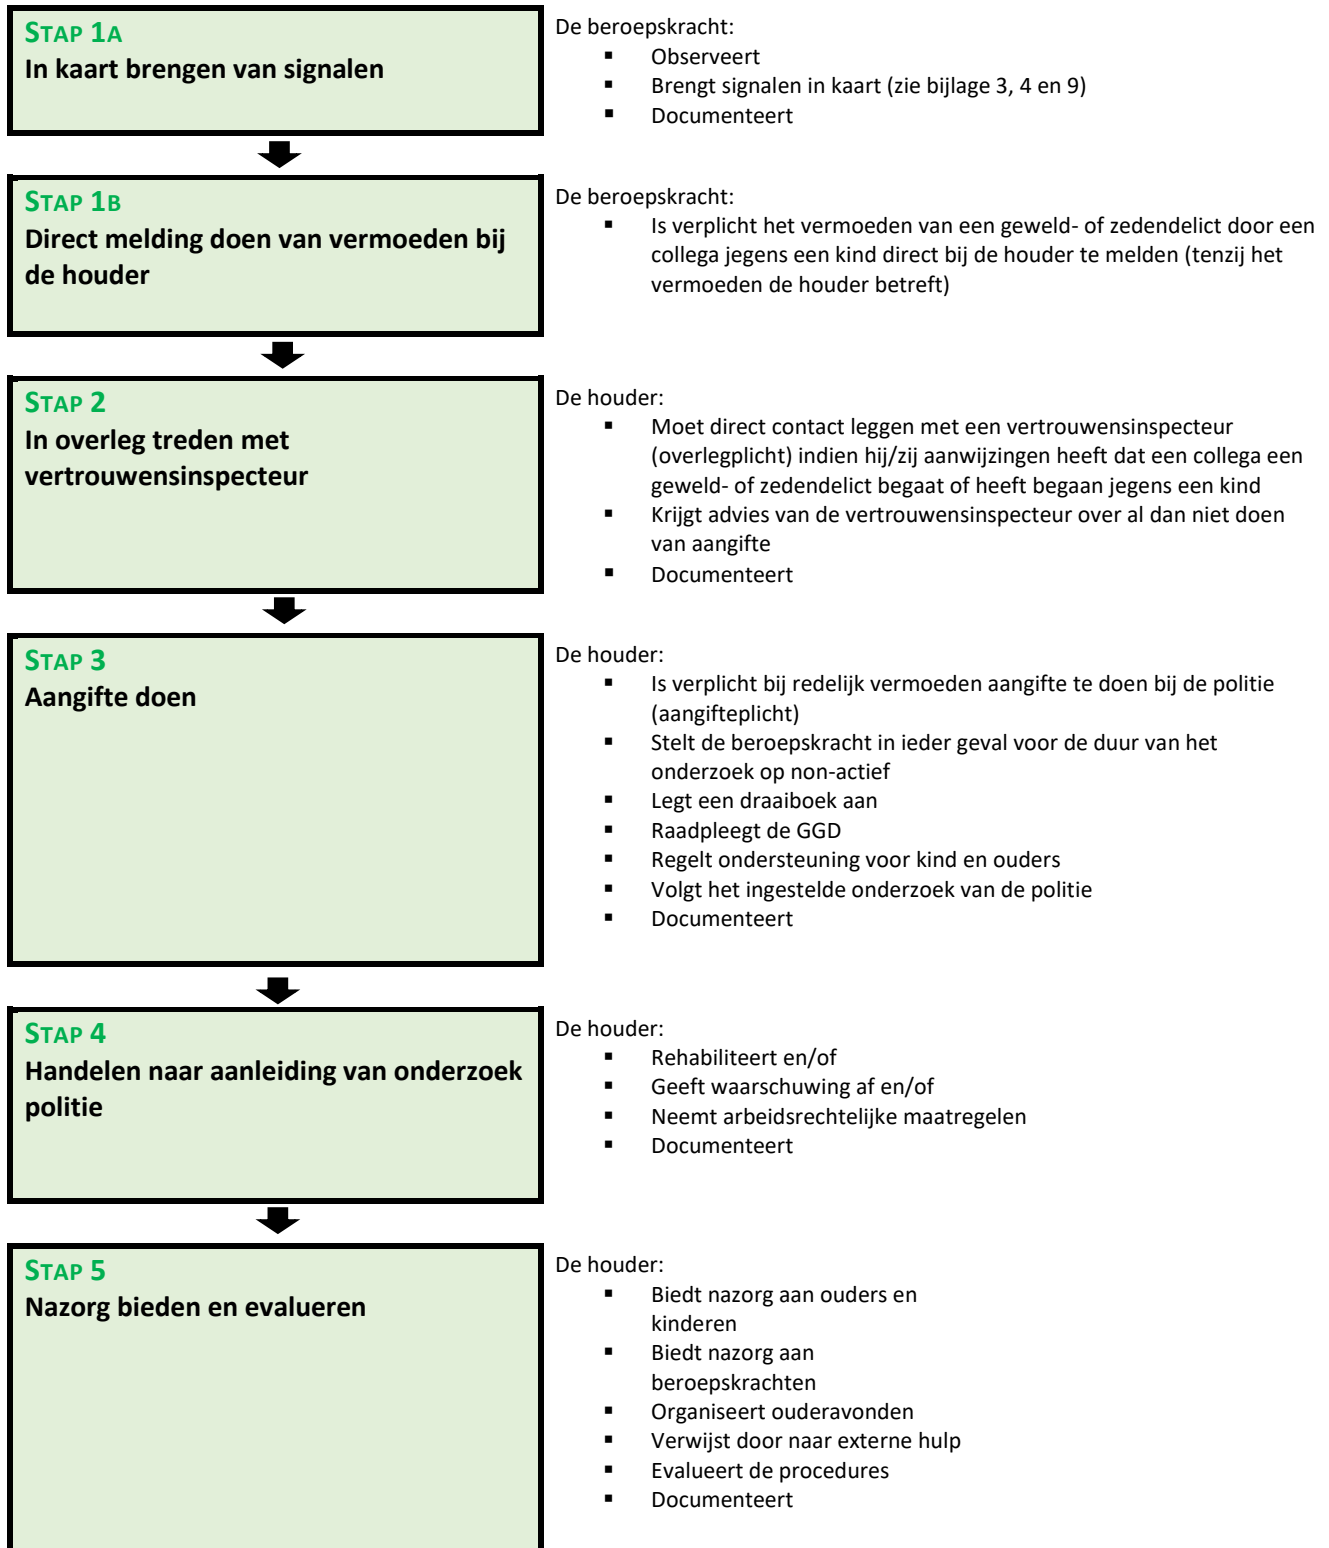 STAP 1A
In kaart brengen van signalen
De beroepskracht:
▪ Observeert
▪ Brengt signalen in kaart (zie bijlage 3, 4 en 9)
▪ Documenteert
STAP 1B
Direct melding doen van vermoeden bij
de houder
De beroepskracht:
▪ Is verplicht het vermoeden van een geweld- of zedendelict door een
collega jegens een kind direct bij de houder te melden (tenzij het
vermoeden de houder betreft)
STAP 2
In overleg treden met
vertrouwensinspecteur
De houder:
▪ Moet direct contact leggen met een vertrouwensinspecteur
(overlegplicht) indien hij/zij aanwijzingen heeft dat een collega een
geweld- of zedendelict begaat of heeft begaan jegens een kind
▪ Krijgt advies van de vertrouwensinspecteur over al dan niet doen
van aangifte
▪ Documenteert
STAP 3
Aangifte doen
De houder:
▪ Is verplicht bij redelijk vermoeden aangifte te doen bij de politie
(aangifteplicht)
▪ Stelt de beroepskracht in ieder geval voor de duur van het
onderzoek op non-actief
▪ Legt een draaiboek aan
▪ Raadpleegt de GGD
▪ Regelt ondersteuning voor kind en ouders
▪ Volgt het ingestelde onderzoek van de politie
▪ Documenteert
STAP 4
Handelen naar aanleiding van onderzoek
politie
De houder:
▪ Rehabiliteert en/of
▪ Geeft waarschuwing af en/of
▪ Neemt arbeidsrechtelijke maatregelen
▪ Documenteert
STAP 5
Nazorg bieden en evalueren
De houder:
▪ Biedt nazorg aan ouders en
kinderen
▪ Biedt nazorg aan
beroepskrachten
▪ Organiseert ouderavonden
▪ Verwijst door naar externe hulp
▪ Evalueert de procedures
▪ Documenteert